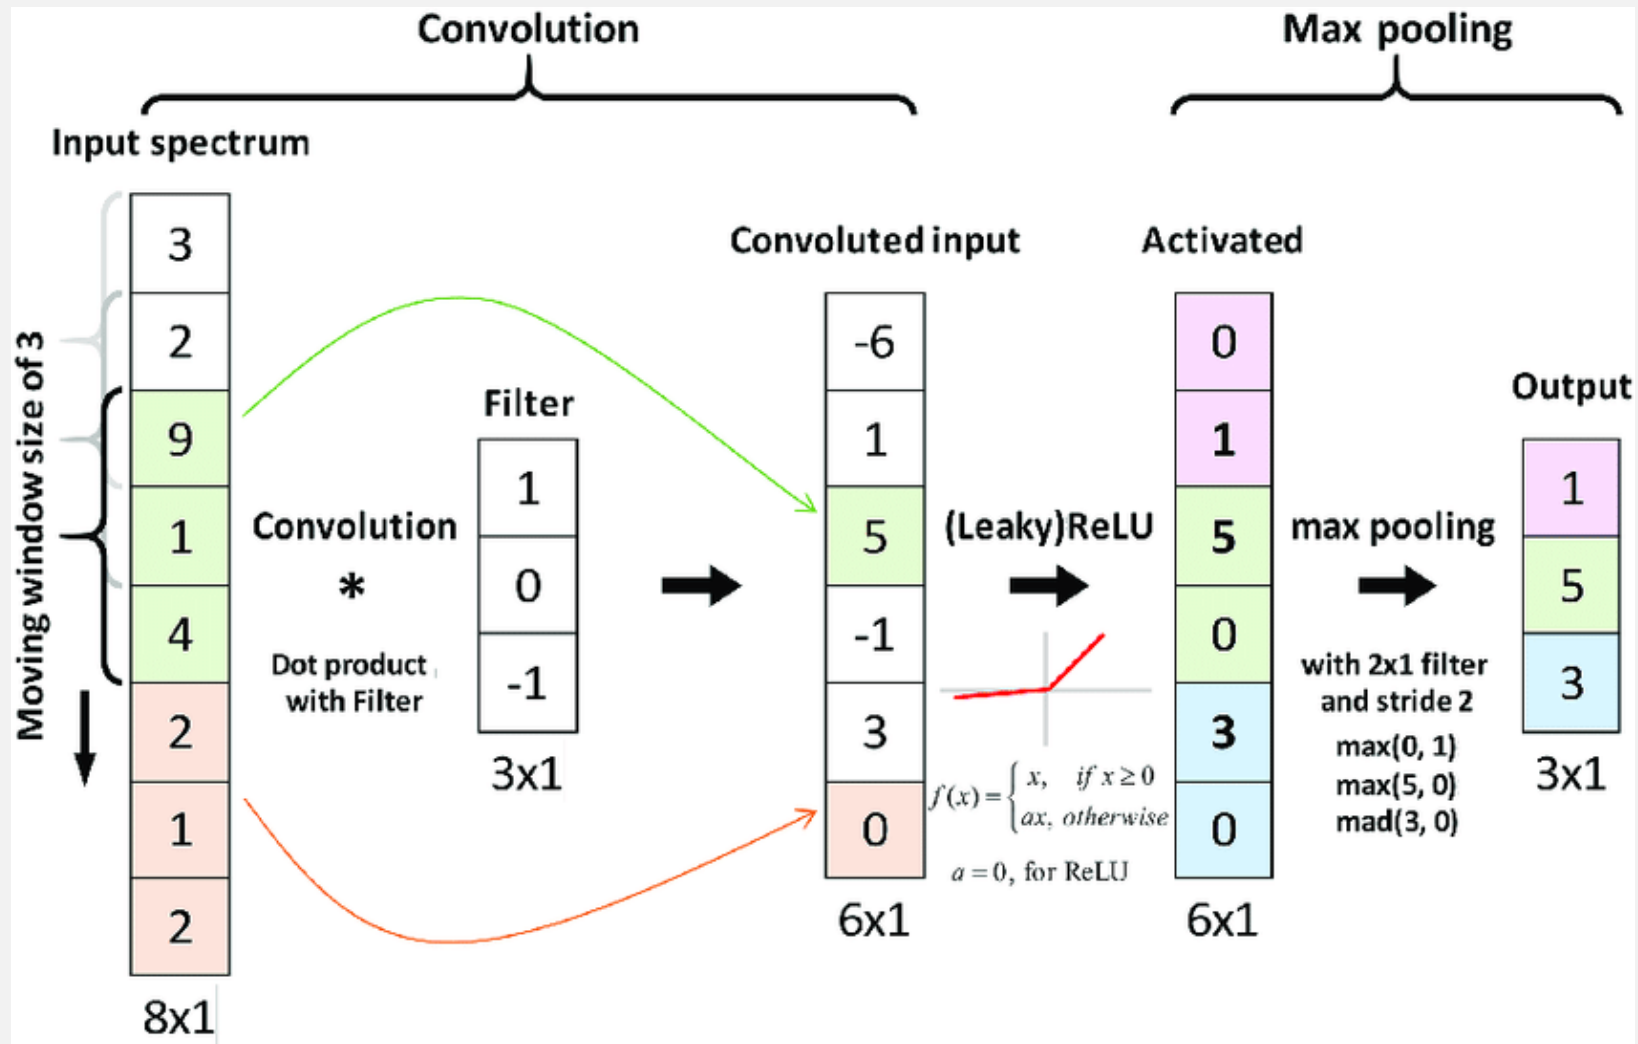 Convolution
Max pooling
Input spectrum
Moving window size of 3
3
2
9
1
4
2
1
2
8x1
Convolution
*
Dot product
with Filter
Filter
1
0
-1
3x1
Convoluted input
-6
1
5
-1
3
0
6x1
(Leaky)ReLU
f(x) = { x, if x ≥ 0
ax, otherwise
a = 0, for ReLU
Activated
0
1
5
0
3
0
6x1
max pooling
with 2x1 filter
and stride 2
max(0, 1)
max(5, 0)
mad(3, 0)
Output
1
5
3
3x1